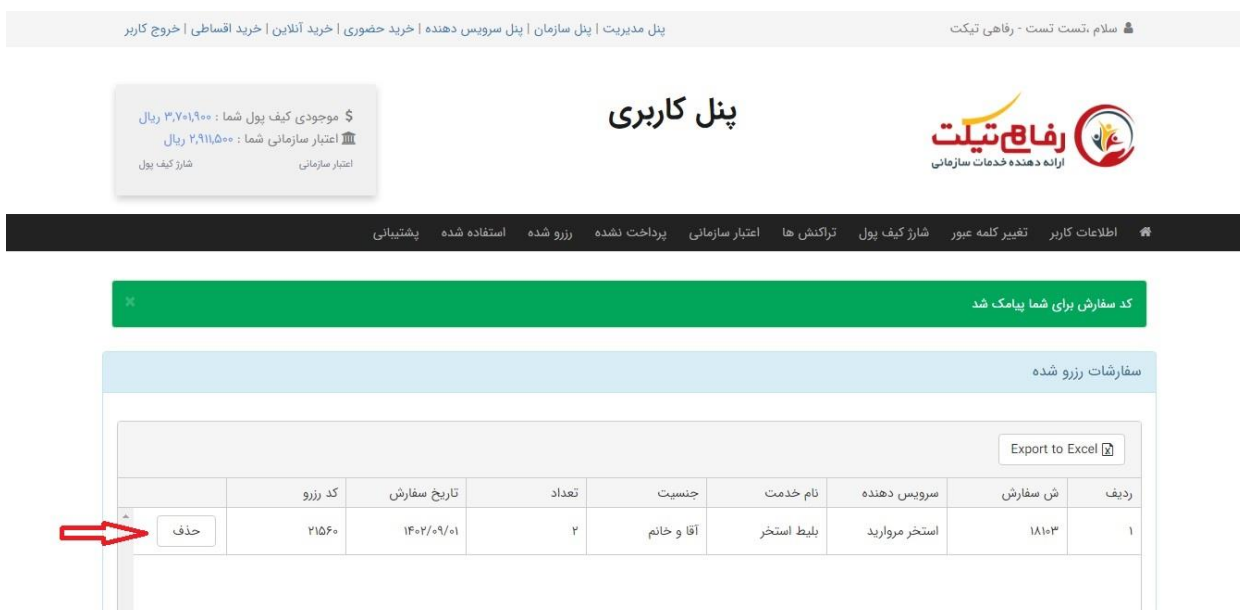 سلام ،تست تست - رفاهی تیکت
پنل مدیریت | پنل سازمان | پنل سرویس دهنده | خرید حضوری | خرید آنلاین | خرید اقساطی | خروج کاربر
رفاهی تیکت
ارائه دهنده خدمات سازمانی
پنل کاربری
$ موجودی کیف پول شما : ۳,۷۰۱,۹۰۰ ریال
اعتبار سازمانی شما : ۲,۹۱۱,۵۰۰ ریال
اعتبار سازمانی شارژ کیف پول
اطلاعات کاربر تغییر کلمه عبور شارژ کیف پول تراکنش ها اعتبار سازمانی پرداخت نشده رزرو شده استفاده شده پشتیبانی
کد سفارش برای شما پیامک شد ×
سفارشات رزرو شده
Export to Excel
ردیف ش سفارش سرویس دهنده نام خدمت جنسیت تعداد تاریخ سفارش کد رزرو
۱ ۱۸۱۰۳ استخر مروارید بلیط استخر آقا و خانم ۲ ۱۴۰۲/۰۹/۰۱ ۲۱۵۶۰ حذف